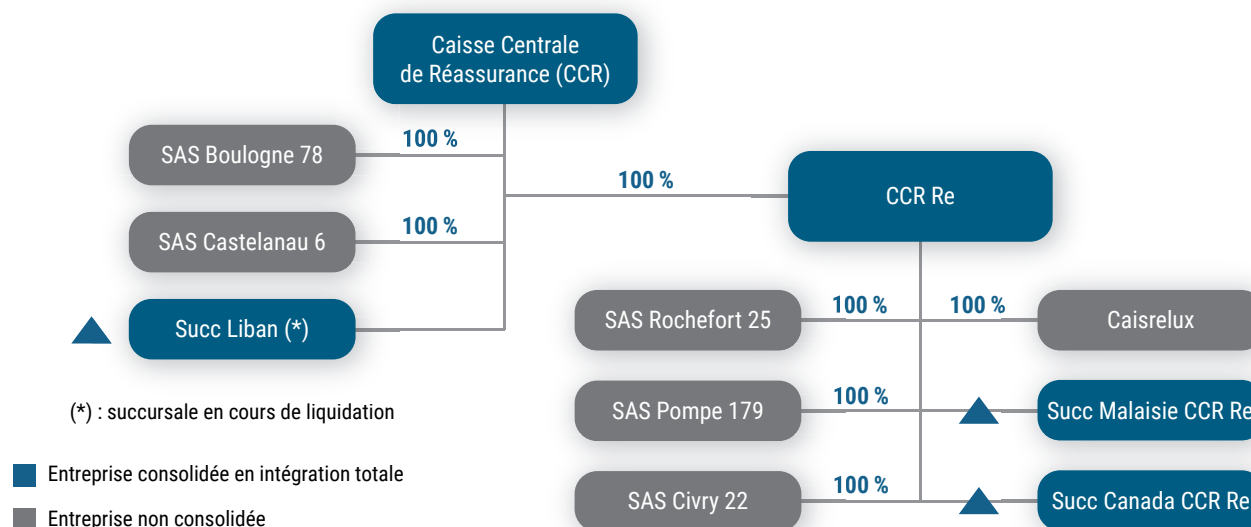 Caisse Centrale
de Réassurance (CCR)
100 %
SAS Boulogne 78
100 %
CCR Re
100 %
SAS Castelanau 6
Succ Liban (*)
100 %
100 %
SAS Rochefort 25
Caisrelux
(*) : succursale en cours de liquidation
100 %
SAS Pompe 179
Succ Malaisie CCR Re
Entreprise consolidée en intégration totale
100 %
SAS Civry 22
Succ Canada CCR Re
Entreprise non consolidée